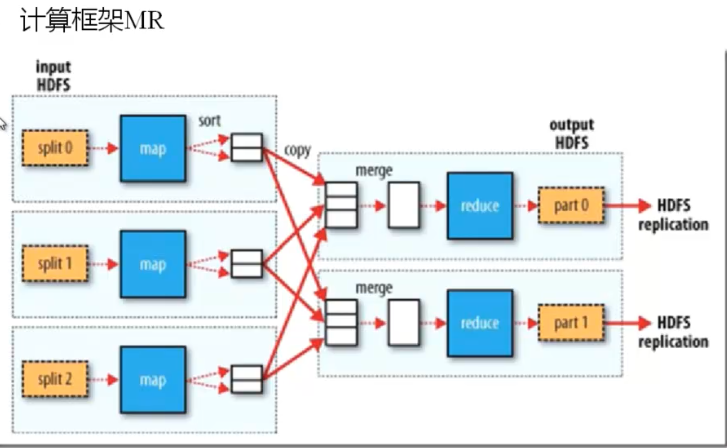 计算框架MR
input
HDFS
split 0
map
sort
copy
split 1
map
split 2
map
merge
reduce
output
HDFS
part 0
HDFS
replication
merge
reduce
part 1
HDFS
replication